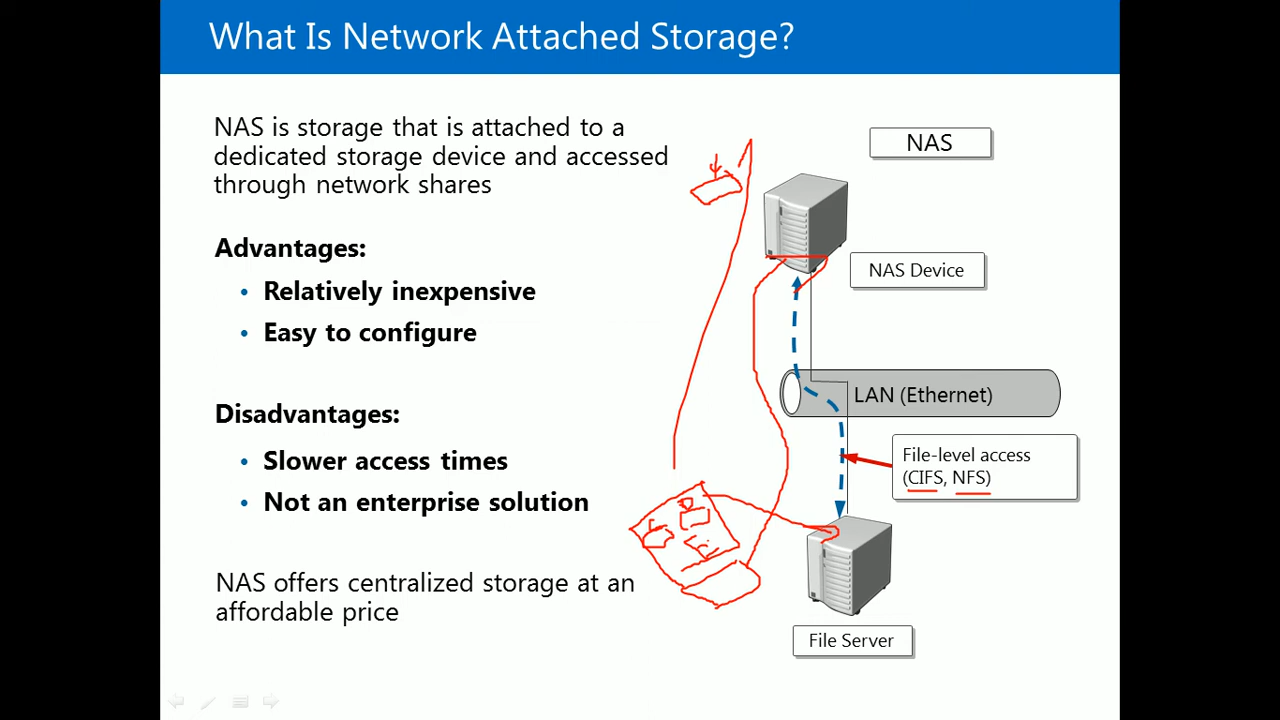 What Is Network Attached Storage?
NAS is storage that is attached to a
dedicated storage device and accessed
through network shares
Advantages:
• Relatively inexpensive
• Easy to configure
Disadvantages:
• Slower access times
• Not an enterprise solution
NAS offers centralized storage at an
affordable price
NAS
NAS Device
LAN (Ethernet)
File-level access
(CIFS, NFS)
File Server